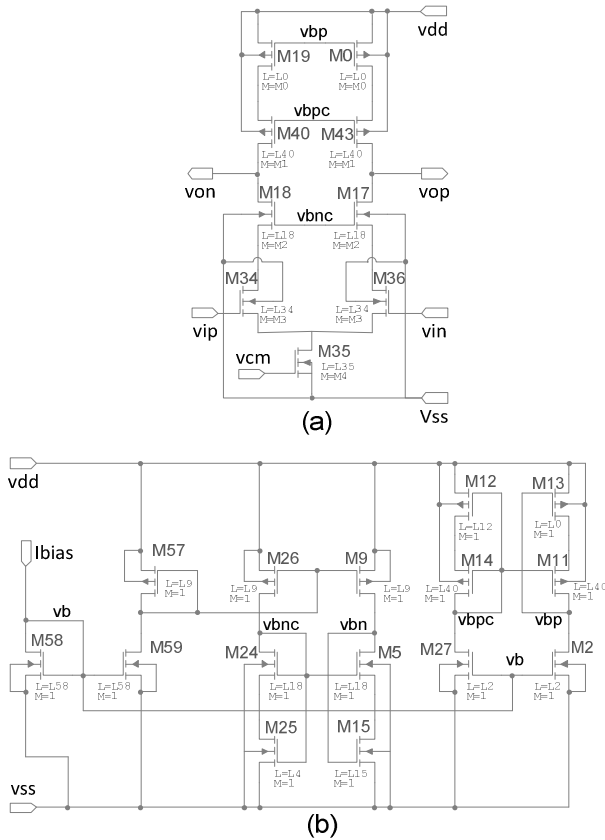 vbp
vdd
M19 M0
L=L0 L=L0
M=M0 M=M0
vbpc
M40 M43
L=L40 L=L40
M=M1 M=M1
von vop
M18 M17
vbnc
L=L18 L=L18
M=M2 M=M2
M34 M36
L=L34 L=L34
M=M3 M=M3
vip vin
M35
vcm
L=L35
M=M4
Vss
(a)
vdd
M12 M13
L=L12 L=L0
M=1 M=1
Ibias
M57 M26 M9 M14 M11
L=L9 L=L9 L=L9 L=L40 L=L40
M=1 M=1 M=1 M=1 M=1
vb
vbnc vbn vbpc vbp
M58 M59 M24 M5 M27 vb M2
L=L58 L=L58 L=L18 L=L18 L=L2 L=L2
M=1 M=1 M=1 M=1 M=1 M=1
M25 M15
L=L4 L=L15
M=1 M=1
vss
(b)